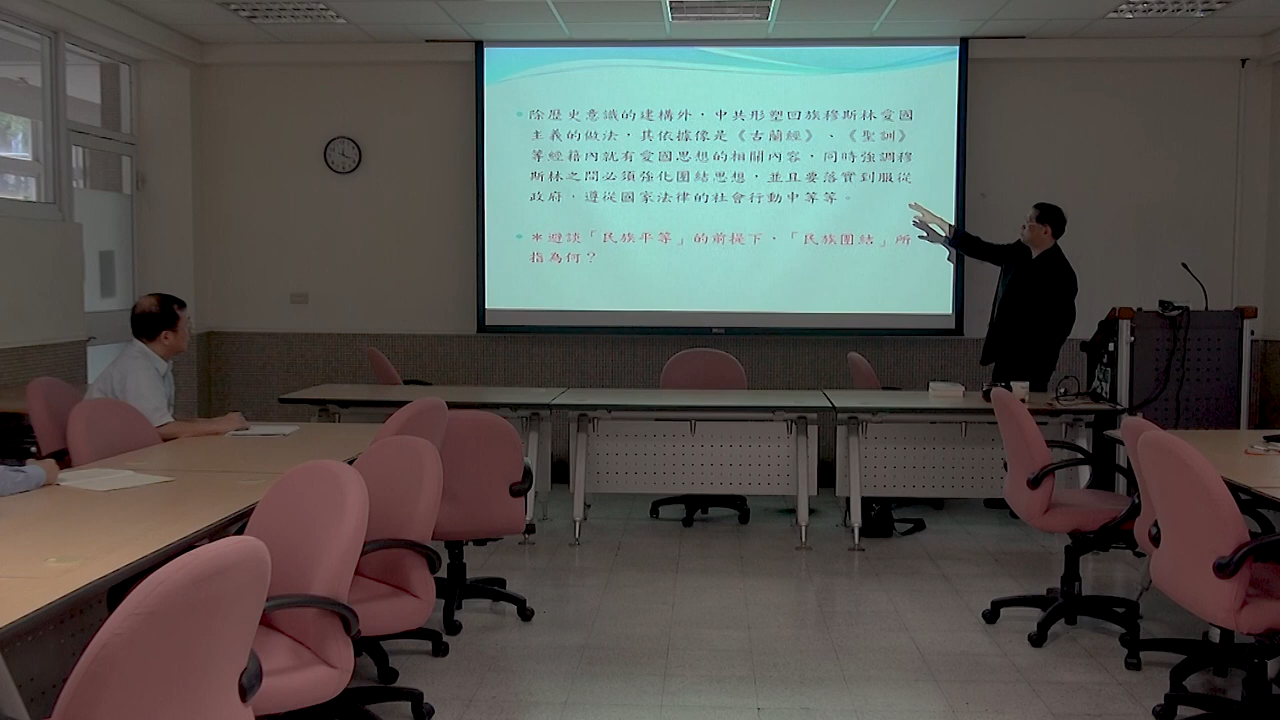 除歷史意識的建構外，中共形塑回族穆斯林愛國
主義的做法，其依據像是《古蘭經》、《聖訓》
等經籍內就有愛國思想的相關內容，同時強調穆
斯林之間必須強化團結思想，並且要落實到服從
政府，遵從國家法律的社會行動中等等。
＊避談「民族平等」的前提下，「民族團結」所
指為何？